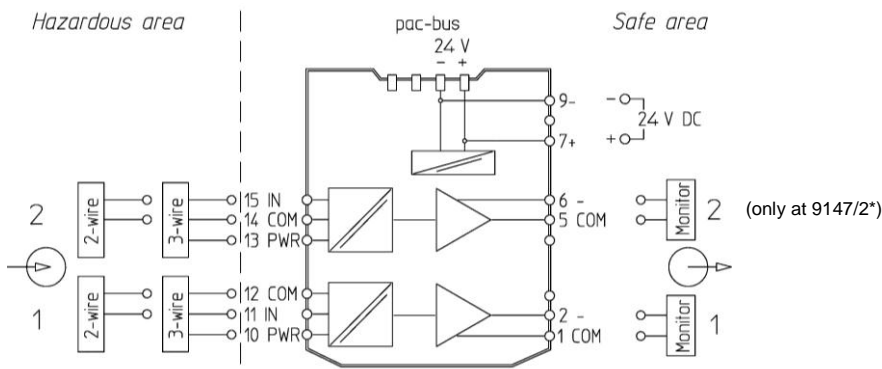 Hazardous area
pac-bus
Safe area
24 V
- +
9-
-
24 V DC
7+
+
2
2-wire
3-wire
15 IN
14 COM
13 PWR
6 -
5 COM
Monitor
2
(only at 9147/2*)
1
2-wire
3-wire
12 COM
11 IN
10 PWR
2 -
1 COM
Monitor
1